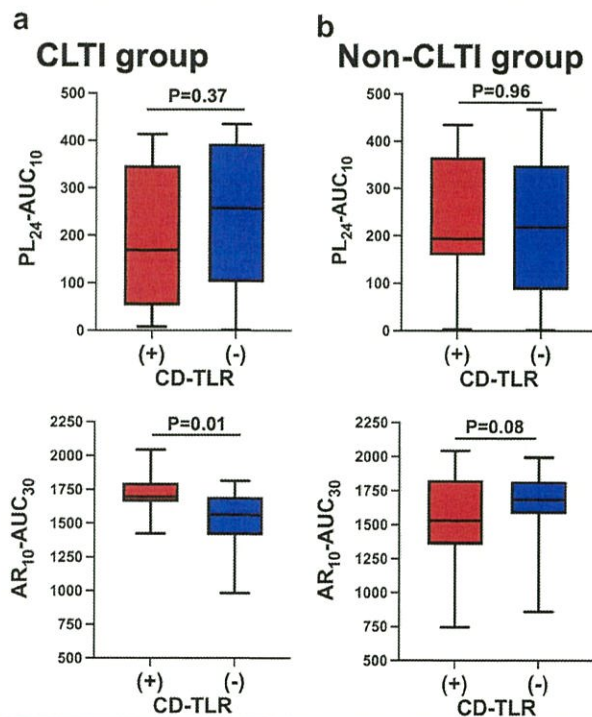 a
CLTI group
P=0.37
PL24-AUC10
500
400
300
200
100
0
(+) (-)
CD-TLR
b
Non-CLTI group
P=0.96
PL24-AUC10
500
400
300
200
100
0
(+) (-)
CD-TLR
P=0.01
AR10-AUC30
2250
2000
1750
1500
1250
1000
750
500
(+) (-)
CD-TLR
P=0.08
AR10-AUC30
2250
2000
1750
1500
1250
1000
750
500
(+) (-)
CD-TLR